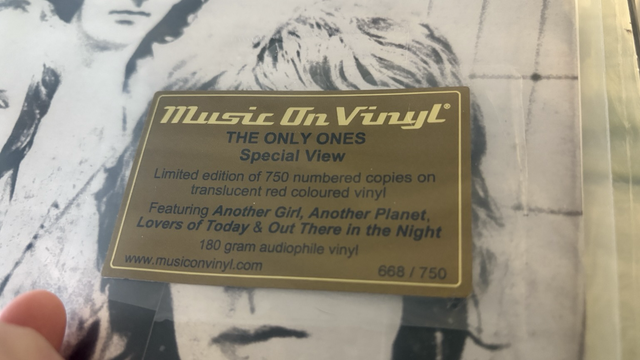 Music On Vinyl®
THE ONLY ONES
Special View
Limited edition of 750 numbered copies on
translucent red coloured vinyl
Featuring Another Girl, Another Planet,
Lovers of Today & Out There in the Night
180 gram audiophile vinyl
www.musiconvinyl.com
668 / 750